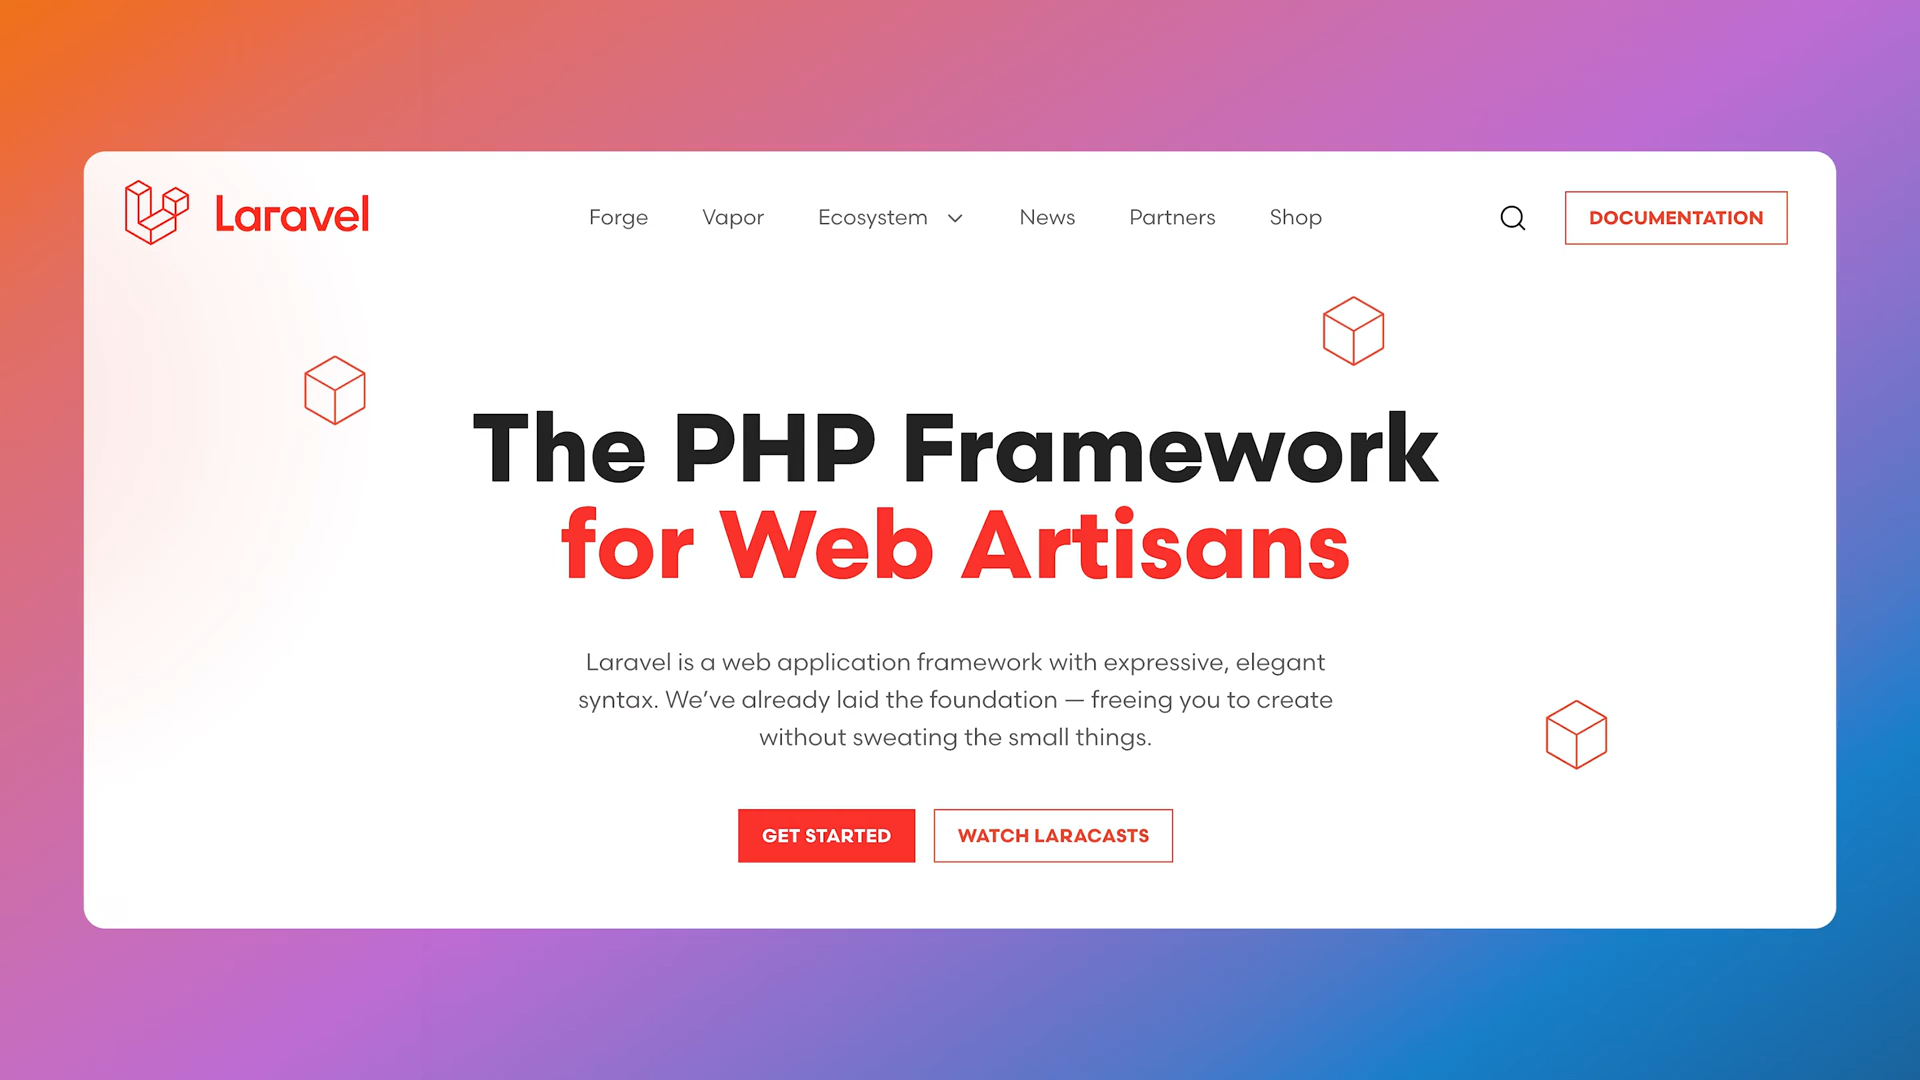 Laravel
Forge
Vapor
Ecosystem
News
Partners
Shop
DOCUMENTATION
The PHP Framework
for Web Artisans
Laravel is a web application framework with expressive, elegant
syntax. We’ve already laid the foundation — freeing you to create
without sweating the small things.
GET STARTED
WATCH LARACASTS